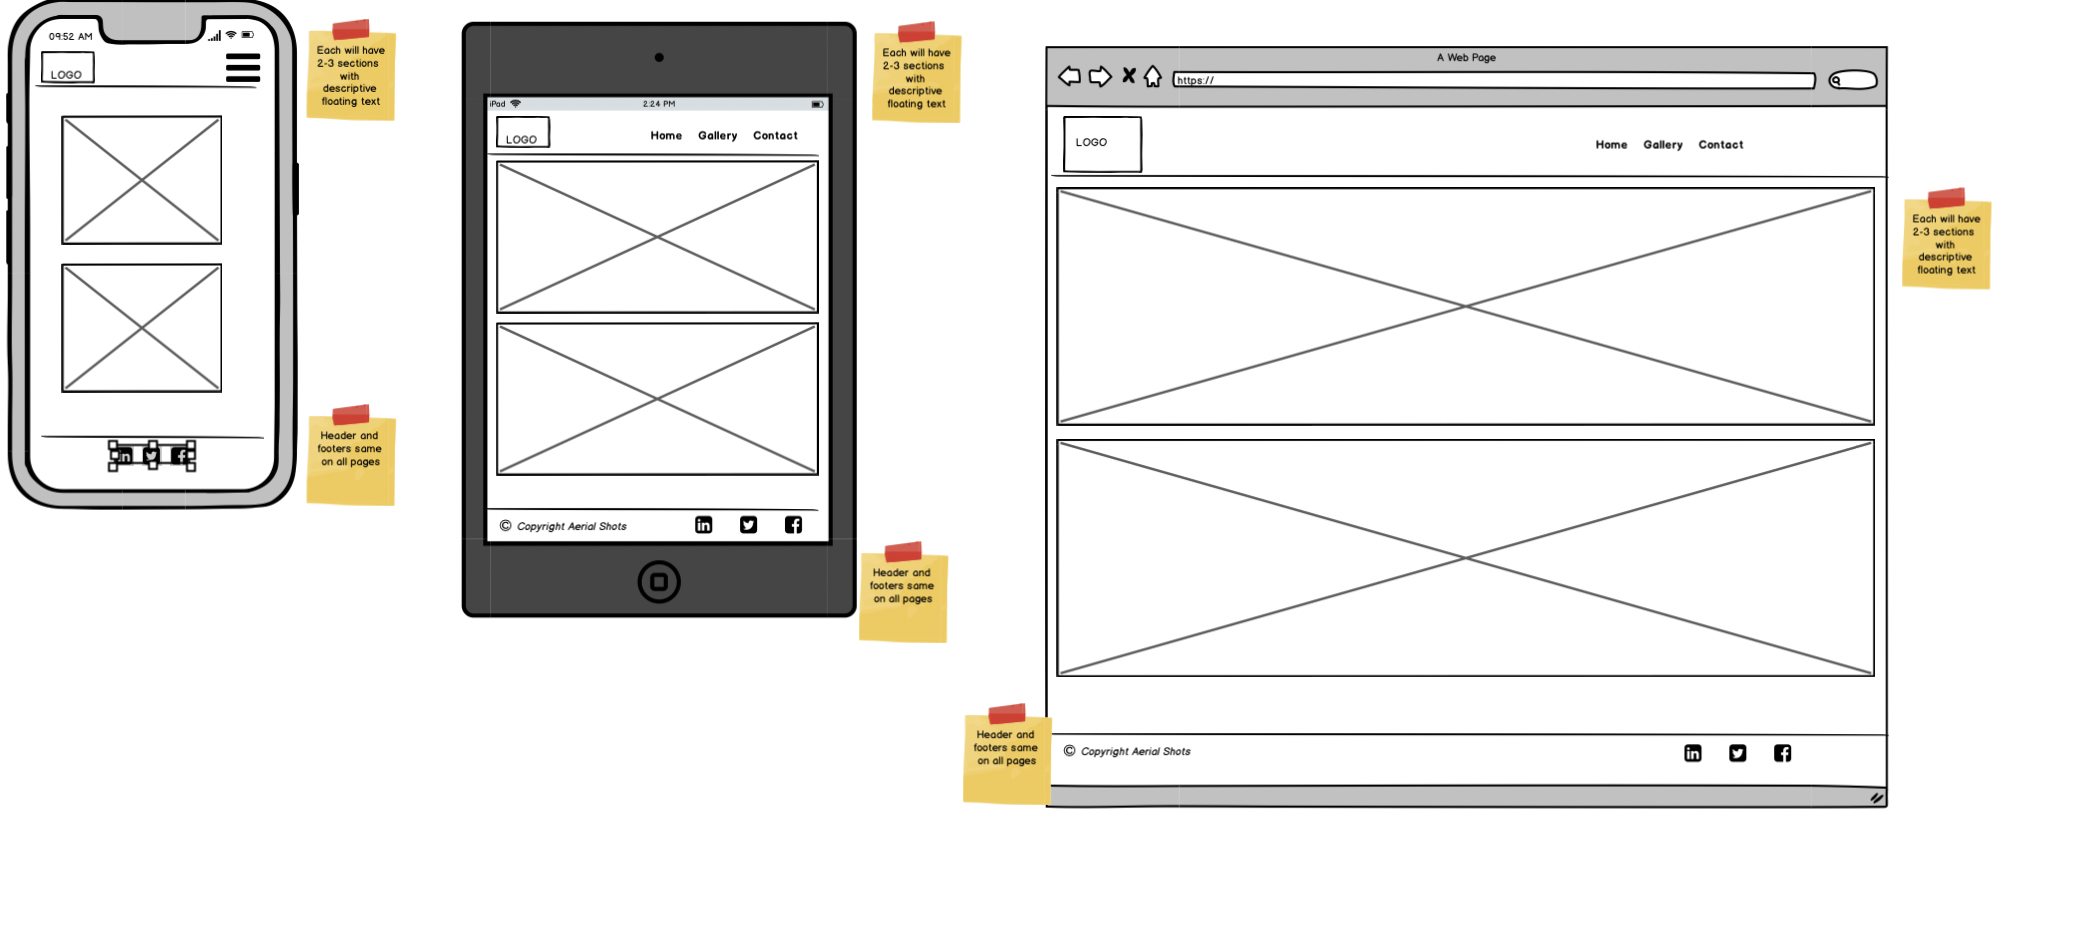 09:52 AM
LOGO
Each will have
2-3 sections
with
descriptive
floating text
Header and
footers same
on all pages
iPad
2:24 PM
LOGO
Home Gallery Contact
© Copyright Aerial Shots
in f
Each will have
2-3 sections
with
descriptive
floating text
Header and
footers same
on all pages
A Web Page
https://
LOGO
Home Gallery Contact
© Copyright Aerial Shots
in f
Each will have
2-3 sections
with
descriptive
floating text
Header and
footers same
on all pages